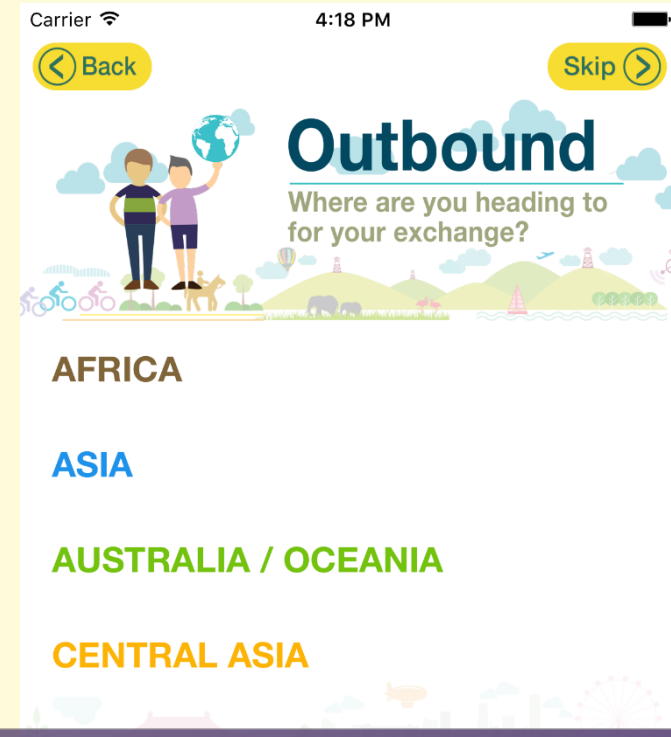 Carrier
4:18 PM
Back
Skip
Outbound
Where are you heading to
for your exchange?
AFRICA
ASIA
AUSTRALIA / OCEANIA
CENTRAL ASIA